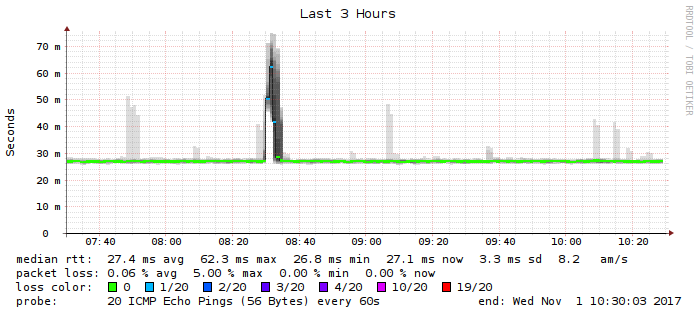 Last 3 Hours
RRDTOOL / TOBI OETIKER
Seconds
70 m
60 m
50 m
40 m
30 m
20 m
10 m
0
07:40 08:00 08:20 08:40 09:00 09:20 09:40 10:00 10:20
median rtt: 27.4 ms avg 62.3 ms max 26.8 ms min 27.1 ms now 3.3 ms sd 8.2 am/s
packet loss: 0.06 % avg 5.00 % max 0.00 % min 0.00 % now
loss color: 0 1/20 2/20 3/20 4/20 10/20 19/20
probe: 20 ICMP Echo Pings (56 Bytes) every 60s end: Wed Nov 1 10:30:03 2017